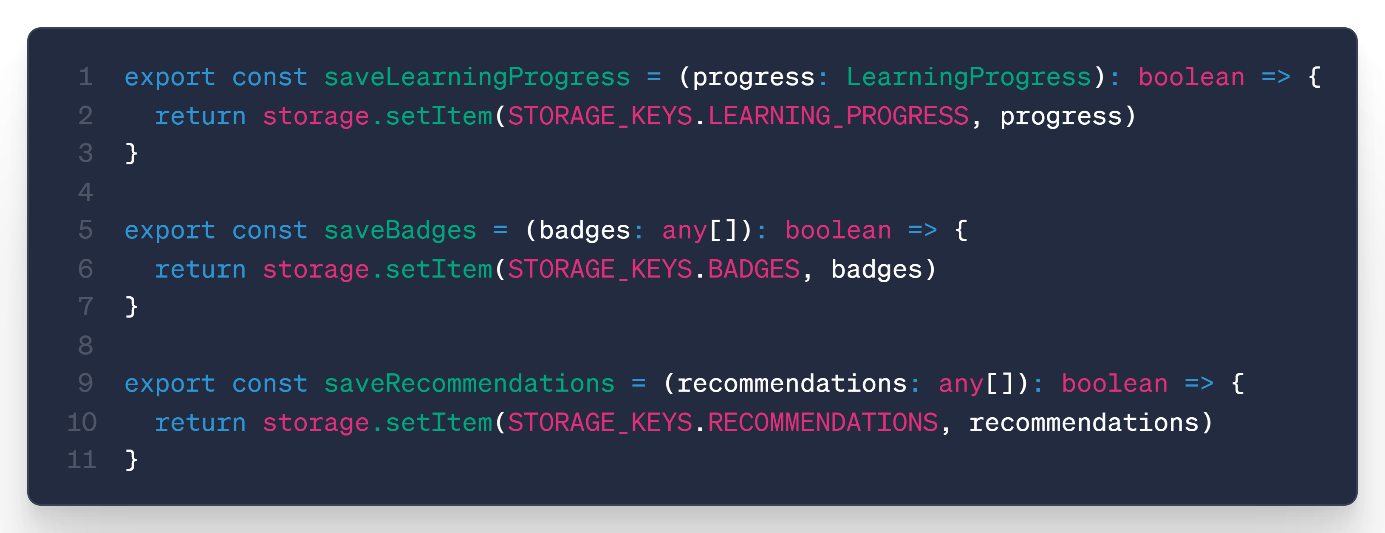 1 export const saveLearningProgress = (progress: LearningProgress): boolean => {
2   return storage.setItem(STORAGE_KEYS.LEARNING_PROGRESS, progress)
3 }
4
5 export const saveBadges = (badges: any[]): boolean => {
6   return storage.setItem(STORAGE_KEYS.BADGES, badges)
7 }
8
9 export const saveRecommendations = (recommendations: any[]): boolean => {
10   return storage.setItem(STORAGE_KEYS.RECOMMENDATIONS, recommendations)
11 }